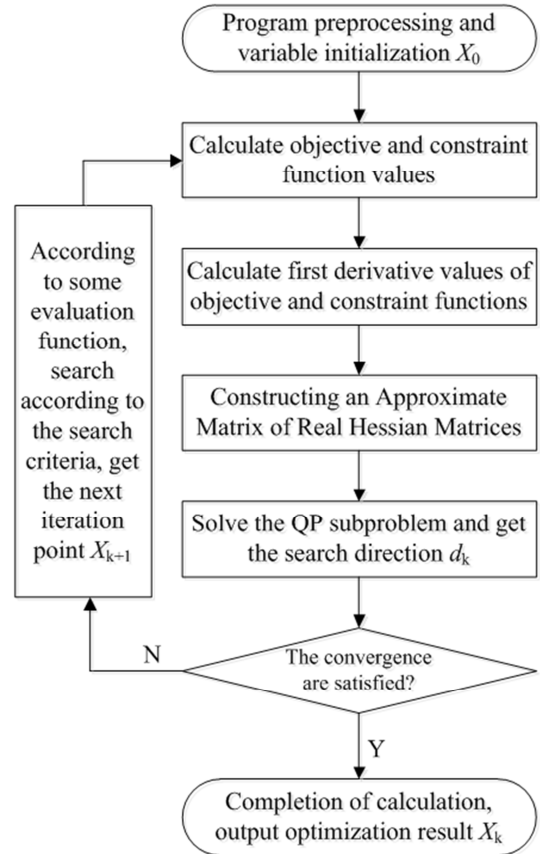 Program preprocessing and
variable initialization X0
Calculate objective and constraint
function values
Calculate first derivative values of
objective and constraint functions
Constructing an Approximate
Matrix of Real Hessian Matrices
Solve the QP subproblem and get
the search direction dk
The convergence
are satisfied?
N
According
to some
evaluation
function,
search
according to
the search
criteria, get
the next
iteration
point Xk+1
Y
Completion of calculation,
output optimization result Xk